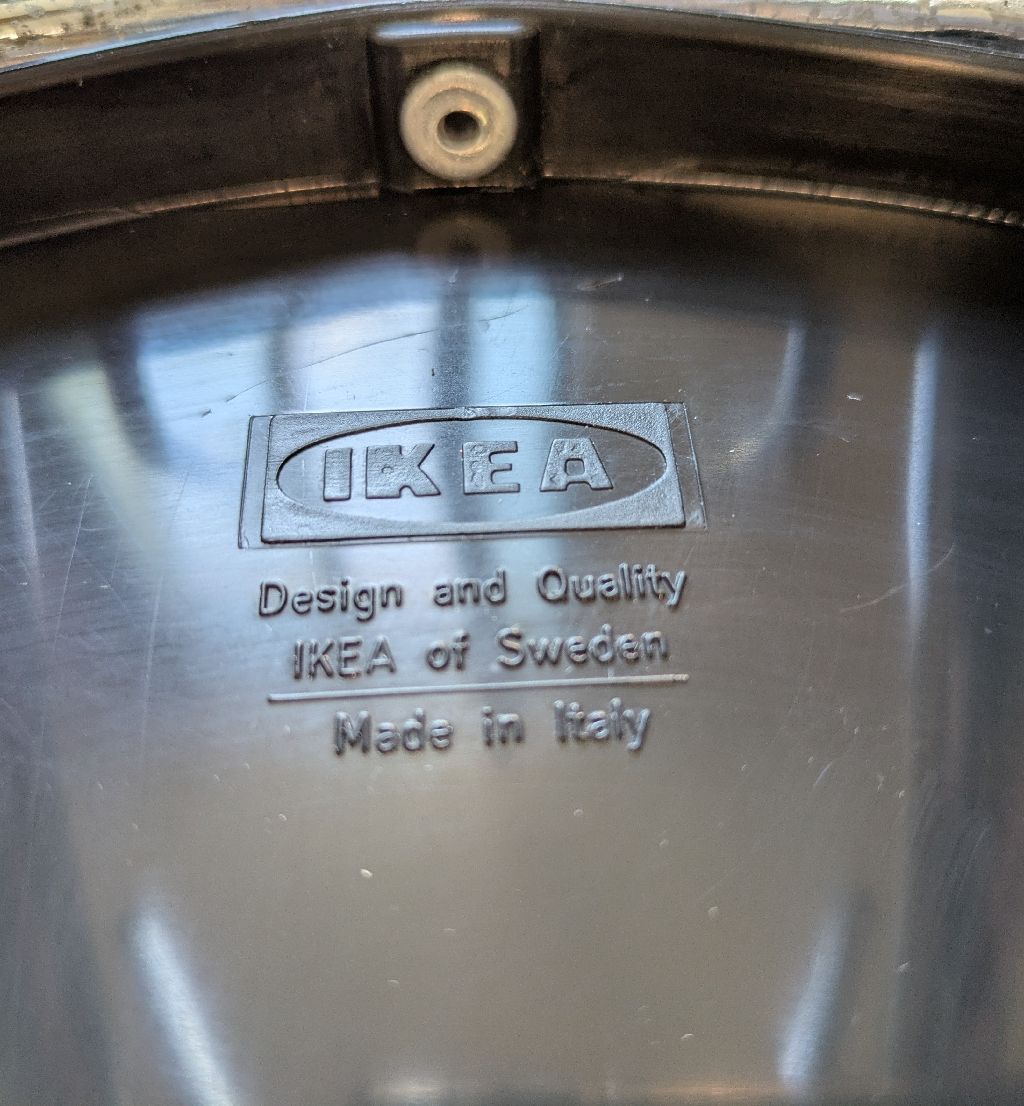 IKEA
Design and Quality
IKEA of Sweden
Made in Italy